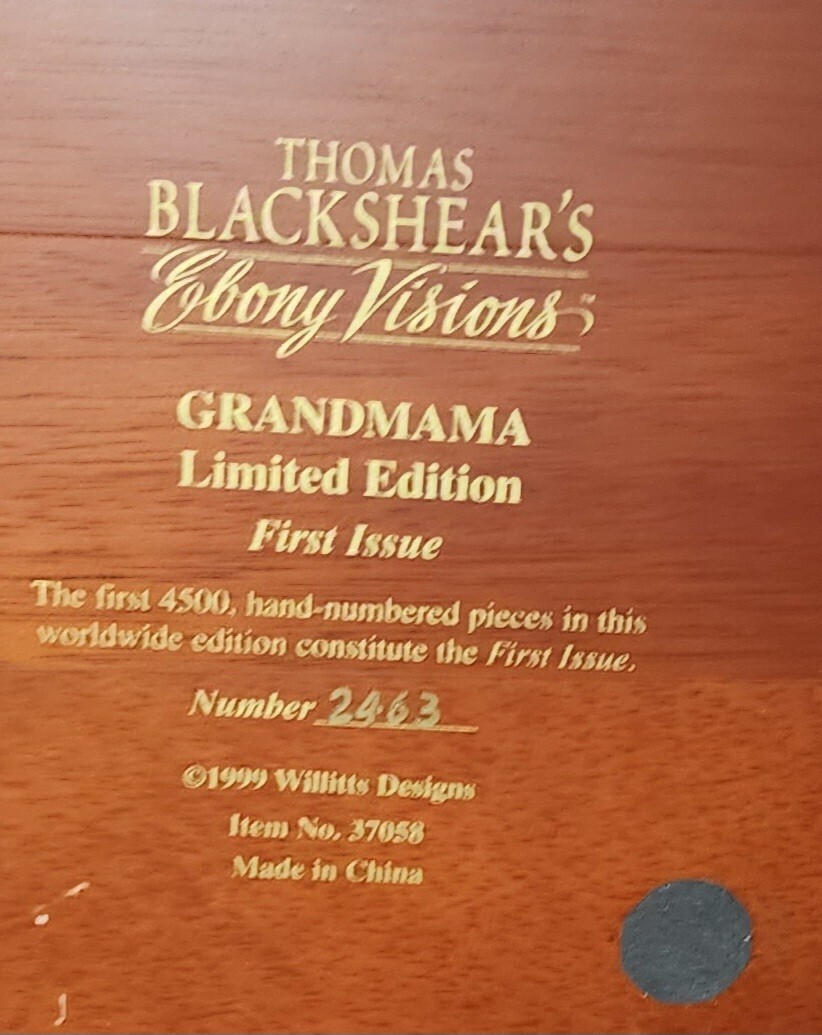 THOMAS
BLACKSHEAR'S
Ebony Visions™
GRANDMAMA
Limited Edition
First Issue
The first 4500, hand-numbered pieces in this
worldwide edition constitute the First Issue.
Number 2463
©1999 Willitts Designs
Item No. 37058
Made in China